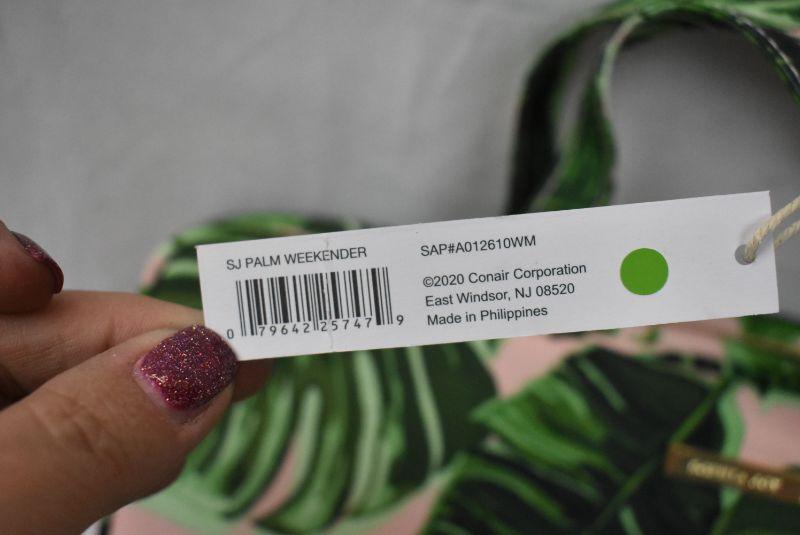 SJ PALM WEEKENDER
0 79642 25747 9
SAP#A012610WM
©2020 Conair Corporation
East Windsor, NJ 08520
Made in Philippines